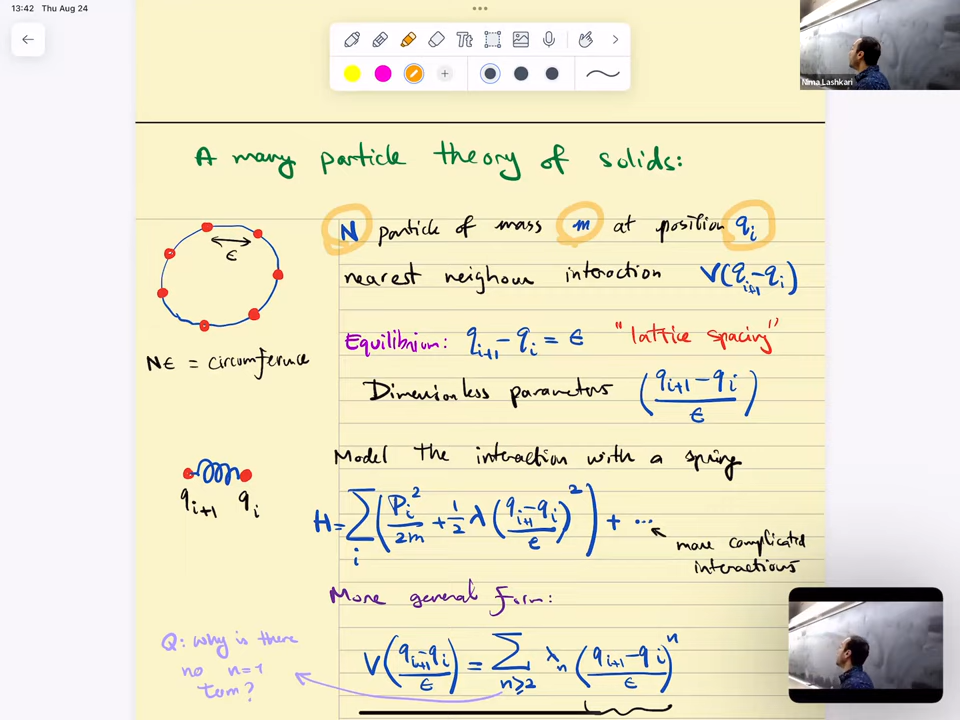 13:42 Thu Aug 24
Nima Lashkari
A many particle theory of solids:
N particle of mass m at position qᵢ
nearest neighour interaction V(qᵢ₊₁-qᵢ)
ϵ
Equilibrium: qᵢ₊₁ - qᵢ = ϵ "lattice spacing"
Nϵ = circumference
Dimensionless parameters ((qᵢ₊₁ - qᵢ)/ϵ)
Model the interaction with a spring
qᵢ₊₁ qᵢ
H = ∑ᵢ (Pᵢ²/2m + 1/2 λ ((qᵢ₊₁ - qᵢ)/ϵ)²) + ...
more complicated
interactions
More general form:
Q: why is there
no n=1
term?
V((qᵢ₊₁ - qᵢ)/ϵ) = ∑ n≥2 λₙ ((qᵢ₊₁ - qᵢ)/ϵ)ⁿ